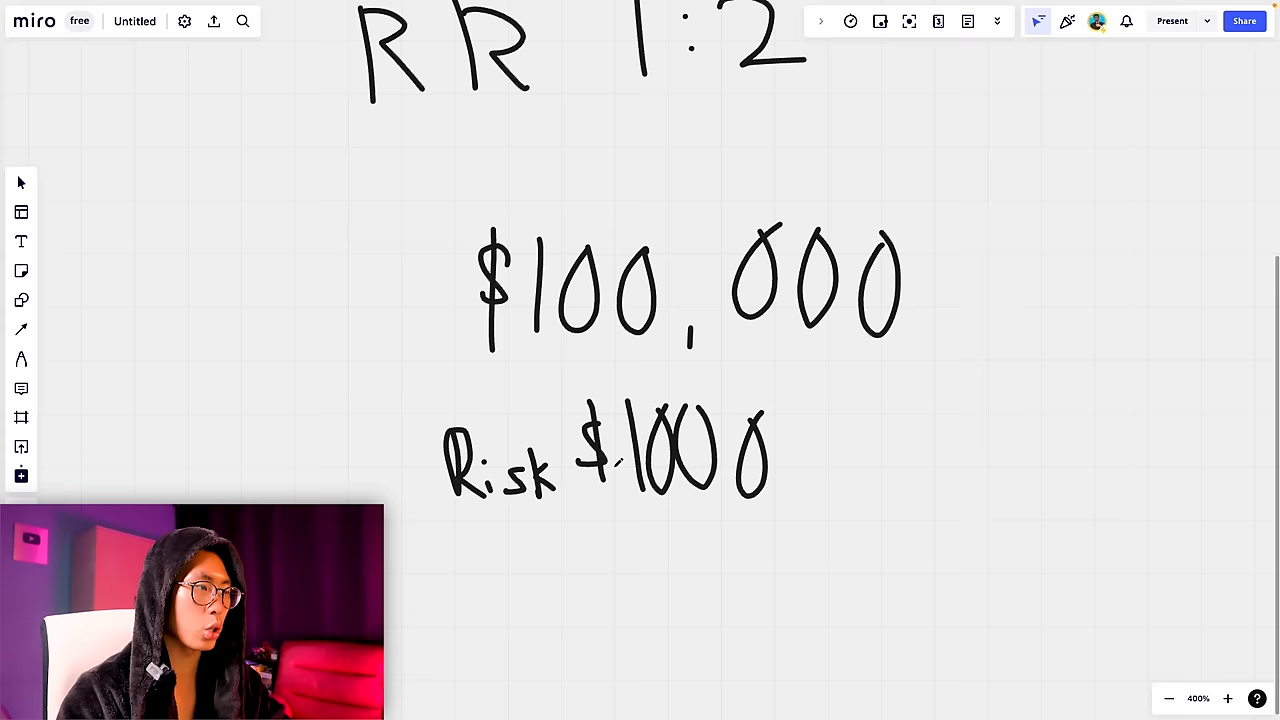 miro free Untitled
Present Share
RR 1:2
$100,000
Risk $1000
400%